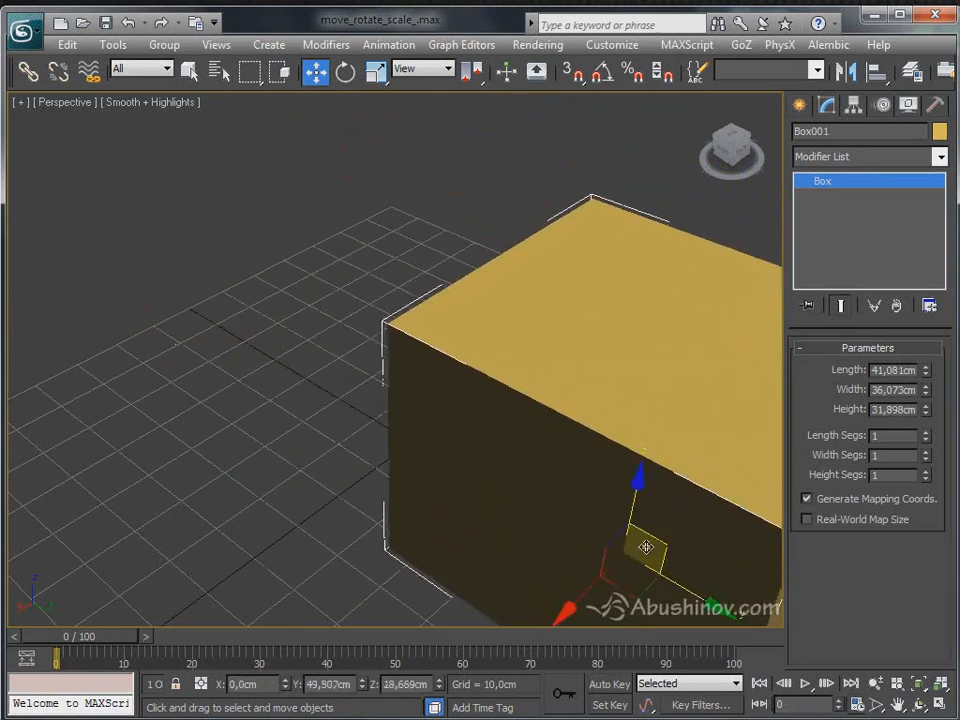 move_rotate_scale_.max
Type a keyword or phrase
Edit Tools Group Views Create Modifiers Animation Graph Editors Rendering Customize MAXScript GoZ PhysX Alembic Help
All
View
3
ABC
[ + ] [ Perspective ] [ Smooth + Highlights ]
Box001
Modifier List
Box
Parameters
Length: 41,081cm
Width: 36,073cm
Height: 31,898cm
Length Segs: 1
Width Segs: 1
Height Segs: 1
Generate Mapping Coords.
Real-World Map Size
z
Abushinov.com
0 / 100
0 10 20 30 40 50 60 70 80 90 100
X: 0,0cm Y: 49,507cm Z: 18,669cm Grid = 10,0cm
Auto Key Selected
Welcome to MAXScri
Click and drag to select and move objects
Add Time Tag
Set Key Key Filters... 0